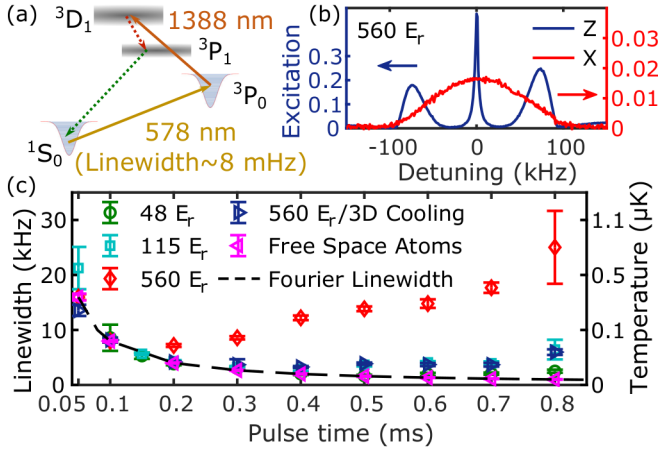 (a)
³D₁
1388 nm
³P₁
³P₀
¹S₀
578 nm
(Linewidth~8 mHz)
(b)
560 Eᵣ
Z
X
Excitation
0.3
0.2
0.1
0
0.03
0.02
0.01
0
-100
0
100
Detuning (kHz)
(c)
48 Eᵣ
115 Eᵣ
560 Eᵣ
560 Eᵣ/3D Cooling
Free Space Atoms
Fourier Linewidth
Linewidth (kHz)
30
20
10
0
Temperature (μK)
1.1
0.5
0.1
0
0.05
0.1
0.2
0.3
0.4
0.5
0.6
0.7
0.8
Pulse time (ms)